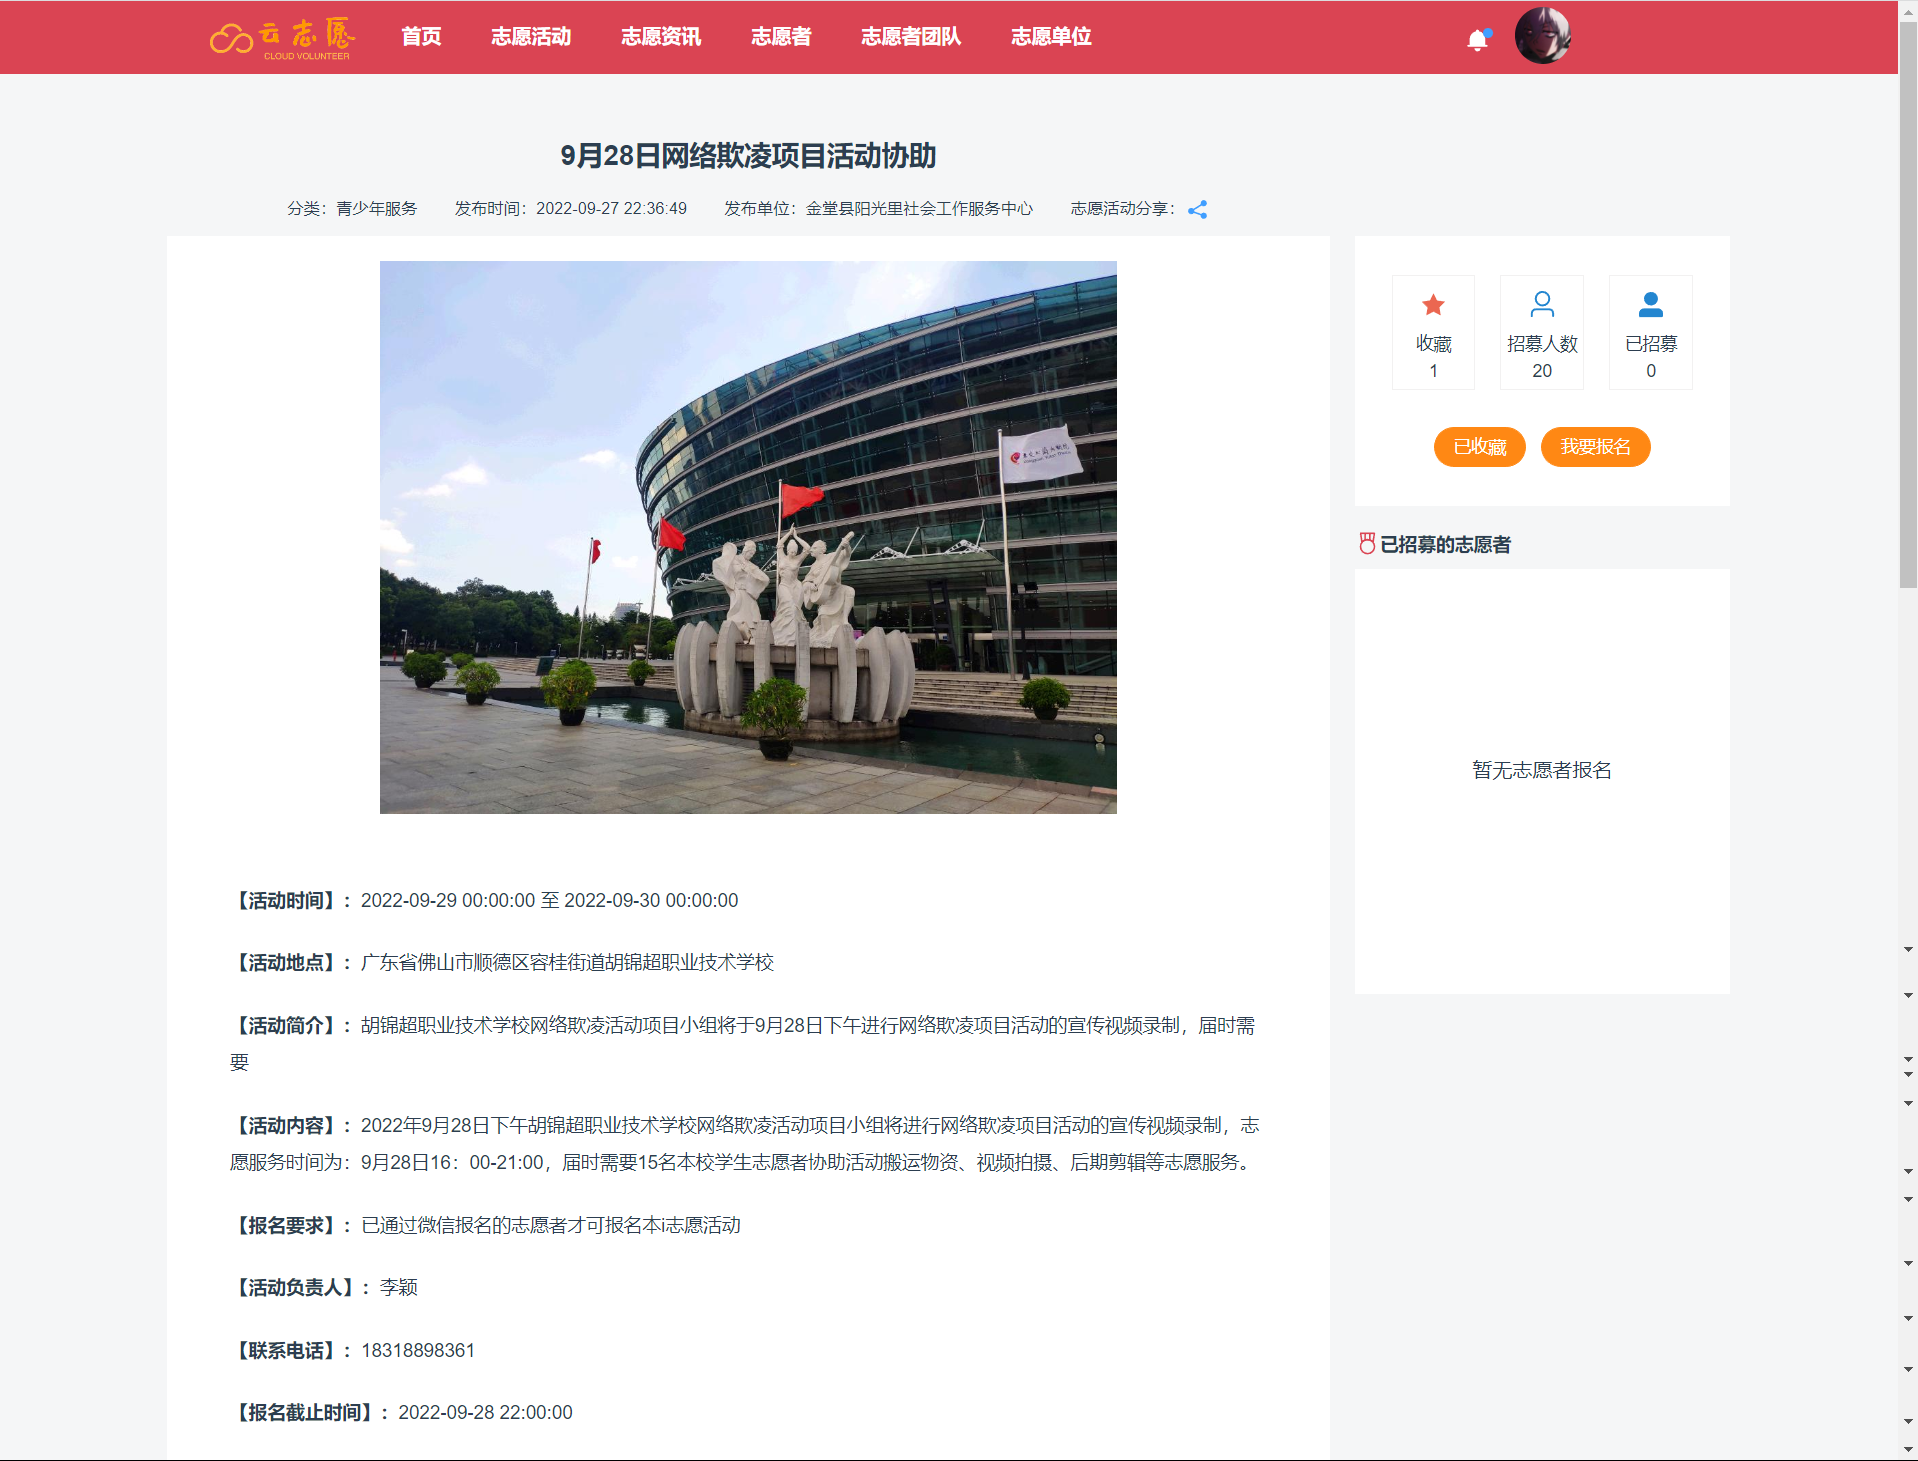 云志愿
CLOUD VOLUNTEER
首页 志愿活动 志愿资讯 志愿者 志愿者团队 志愿单位
9月28日网络欺凌项目活动协助
分类：青少年服务 发布时间：2022-09-27 22:36:49 发布单位：金堂县阳光里社会工作服务中心 志愿活动分享：
收藏 招募人数 已招募
1 20 0
已收藏 我要报名
已招募的志愿者
暂无志愿者报名
【活动时间】：2022-09-29 00:00:00 至 2022-09-30 00:00:00
【活动地点】：广东省佛山市顺德区容桂街道胡锦超职业技术学校
【活动简介】：胡锦超职业技术学校网络欺凌活动项目小组将于9月28日下午进行网络欺凌项目活动的宣传视频录制，届时需
要
【活动内容】：2022年9月28日下午胡锦超职业技术学校网络欺凌活动项目小组将进行网络欺凌项目活动的宣传视频录制，志
愿服务时间为：9月28日16：00-21:00，届时需要15名本校学生志愿者协助活动搬运物资、视频拍摄、后期剪辑等志愿服务。
【报名要求】：已通过微信报名的志愿者才可报名本i志愿活动
【活动负责人】：李颖
【联系电话】：18318898361
【报名截止时间】：2022-09-28 22:00:00